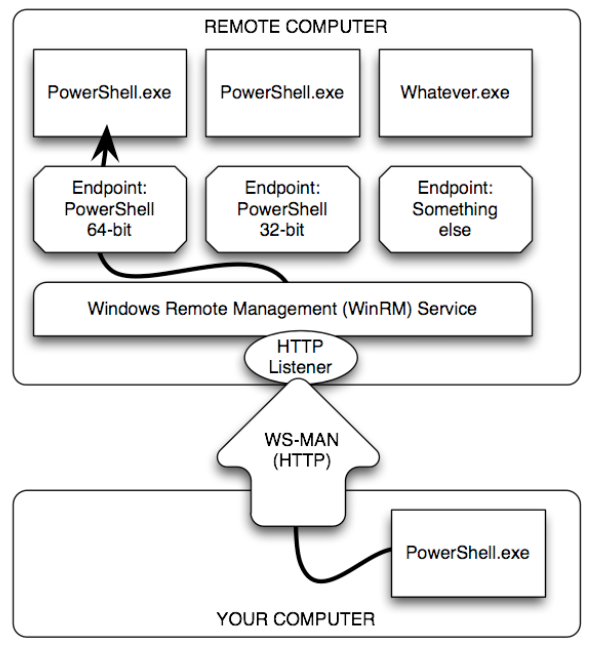 REMOTE COMPUTER
PowerShell.exe
PowerShell.exe
Whatever.exe
Endpoint:
PowerShell
64-bit
Endpoint:
PowerShell
32-bit
Endpoint:
Something
else
Windows Remote Management (WinRM) Service
HTTP
Listener
WS-MAN
(HTTP)
PowerShell.exe
YOUR COMPUTER